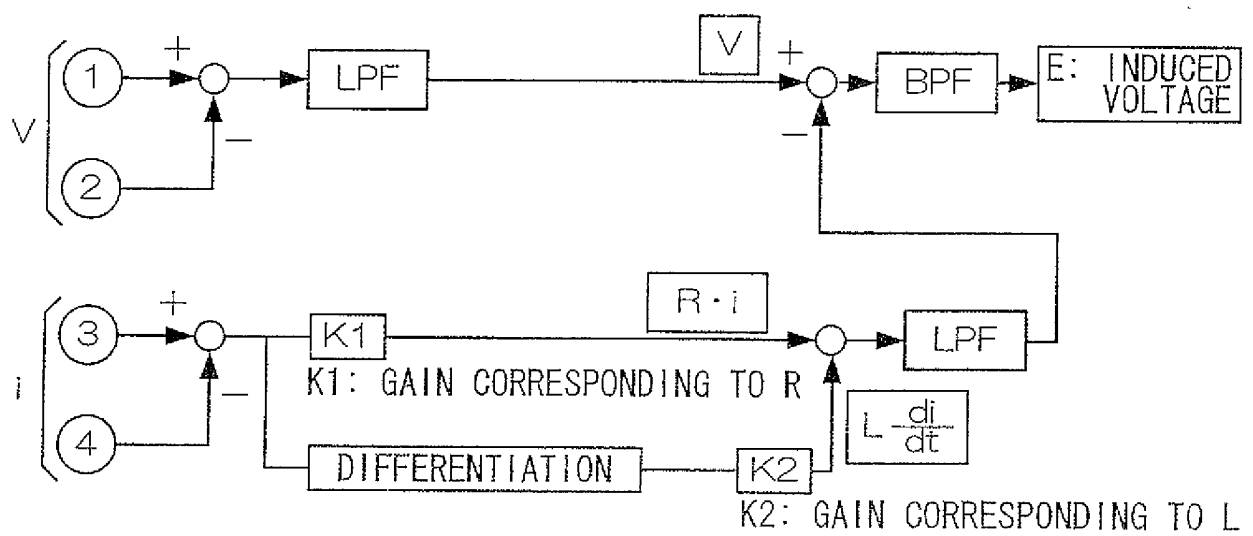 V
1
+
−
2
LPF
V
+
−
BPF
E: INDUCED
VOLTAGE
i
3
+
−
4
K1
R・i
LPF
K1: GAIN CORRESPONDING TO R
L di/dt
DIFFERENTIATION
K2
K2: GAIN CORRESPONDING TO L